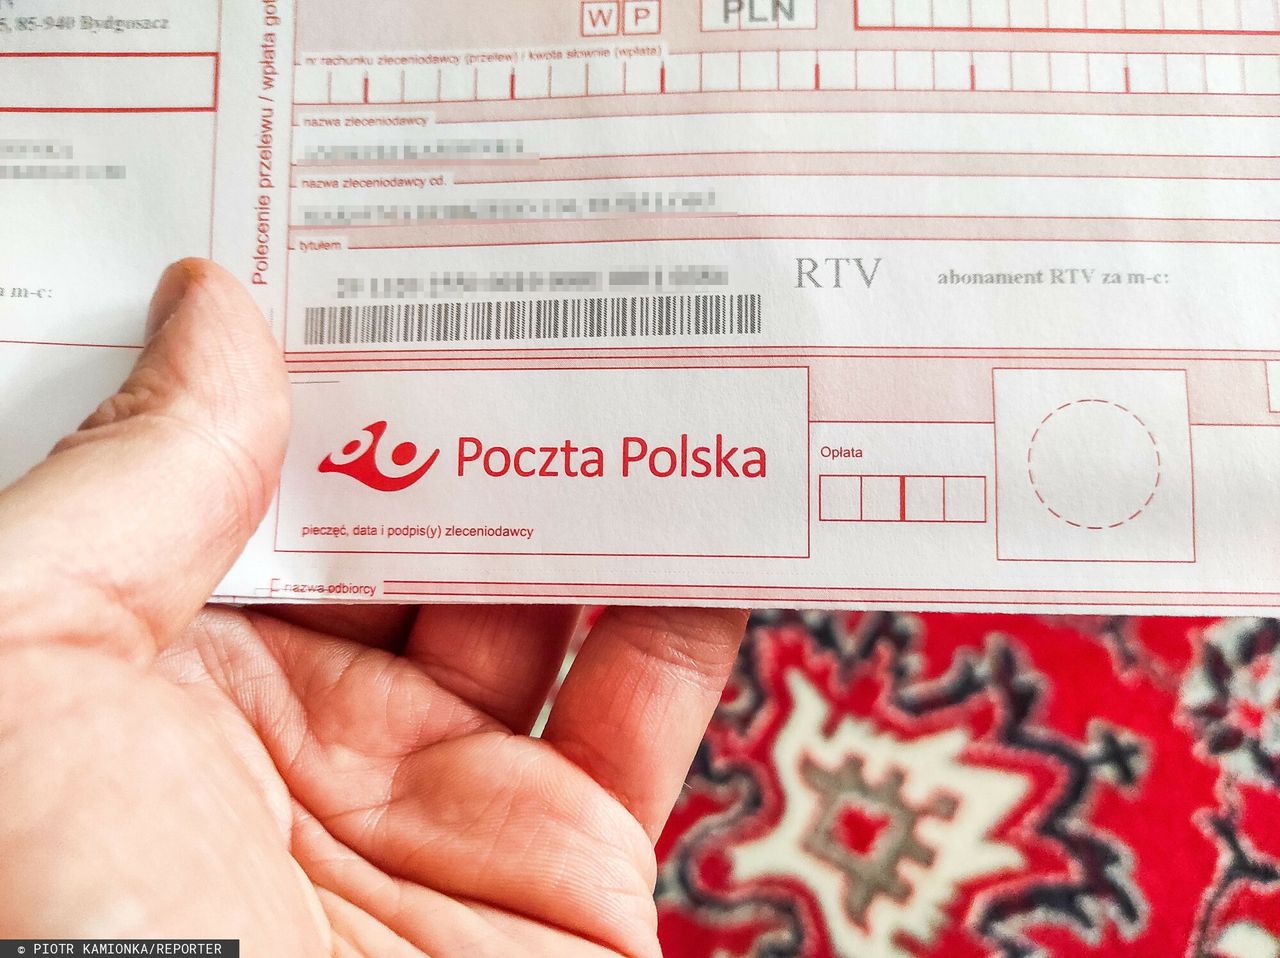 5, 85-940 Bydgoszcz
W P
PLN
nr rachunku zleceniodawcy (przelew) / kwota słownie (wpłata)
nazwa zleceniodawcy
nazwa zleceniodawcy cd.
Polecenie przelewu / wpłata
tytułem
RTV
abonament RTV za m-c:
m-c:
Poczta Polska
Opłata
pieczęć, data i podpis(y) zleceniodawcy
nazwa odbiorcy
© PIOTR KAMIONKA/REPORTER